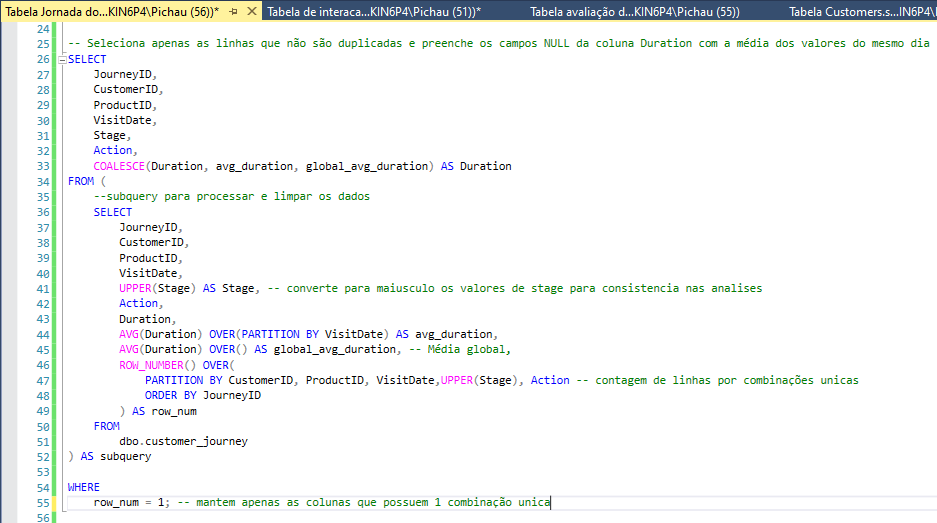 Tabela Jornada do...KIN6P4\Pichau (56))* Tabela de interaca...KIN6P4\Pichau (51))* Tabela avaliação d...KIN6P4\Pichau (55)) Tabela Customers.s...IN6P4\
24
25 -- Seleciona apenas as linhas que não são duplicadas e preenche os campos NULL da coluna Duration com a média dos valores do mesmo dia
26 SELECT
27 JourneyID,
28 CustomerID,
29 ProductID,
30 VisitDate,
31 Stage,
32 Action,
33 COALESCE(Duration, avg_duration, global_avg_duration) AS Duration
34 FROM (
35 --subquery para processar e limpar os dados
36 SELECT
37 JourneyID,
38 CustomerID,
39 ProductID,
40 VisitDate,
41 UPPER(Stage) AS Stage, -- converte para maiusculo os valores de stage para consistencia nas analises
42 Action,
43 Duration,
44 AVG(Duration) OVER(PARTITION BY VisitDate) AS avg_duration,
45 AVG(Duration) OVER() AS global_avg_duration, -- Média global,
46 ROW_NUMBER() OVER(
47 PARTITION BY CustomerID, ProductID, VisitDate,UPPER(Stage), Action -- contagem de linhas por combinações unicas
48 ORDER BY JourneyID
49 ) AS row_num
50 FROM
51 dbo.customer_journey
52 ) AS subquery
53
54 WHERE
55 row_num = 1; -- mantem apenas as colunas que possuem 1 combinação unica
56